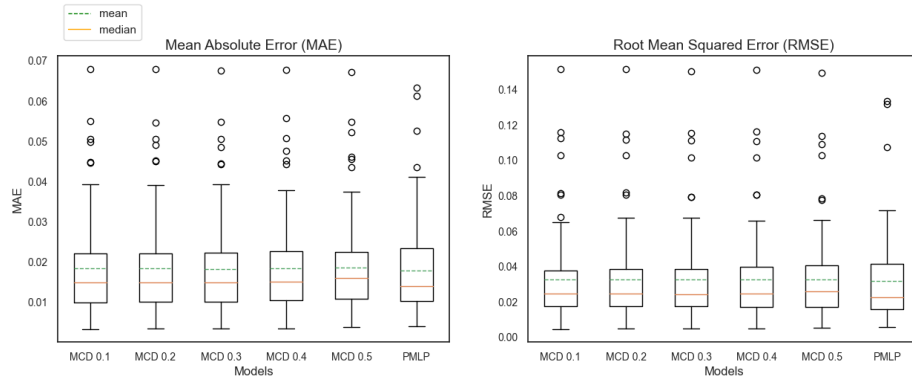 mean
median
Mean Absolute Error (MAE)
0.07
0.06
0.05
0.04
0.03
0.02
0.01
MAE
MCD 0.1 MCD 0.2 MCD 0.3 MCD 0.4 MCD 0.5 PMLP
Models
Root Mean Squared Error (RMSE)
0.14
0.12
0.10
0.08
0.06
0.04
0.02
0.00
RMSE
MCD 0.1 MCD 0.2 MCD 0.3 MCD 0.4 MCD 0.5 PMLP
Models